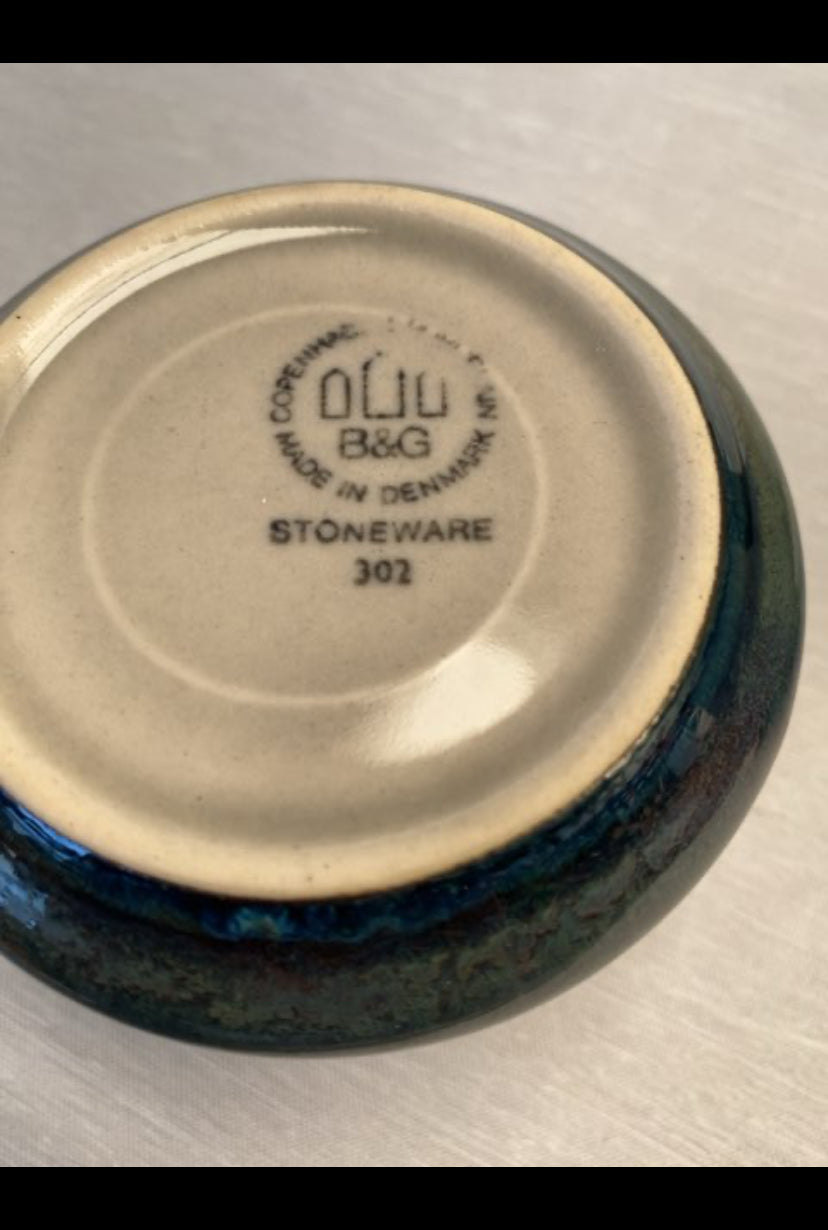 COPENHAG
B&G
MADE IN DENMARK
STONEWARE
302